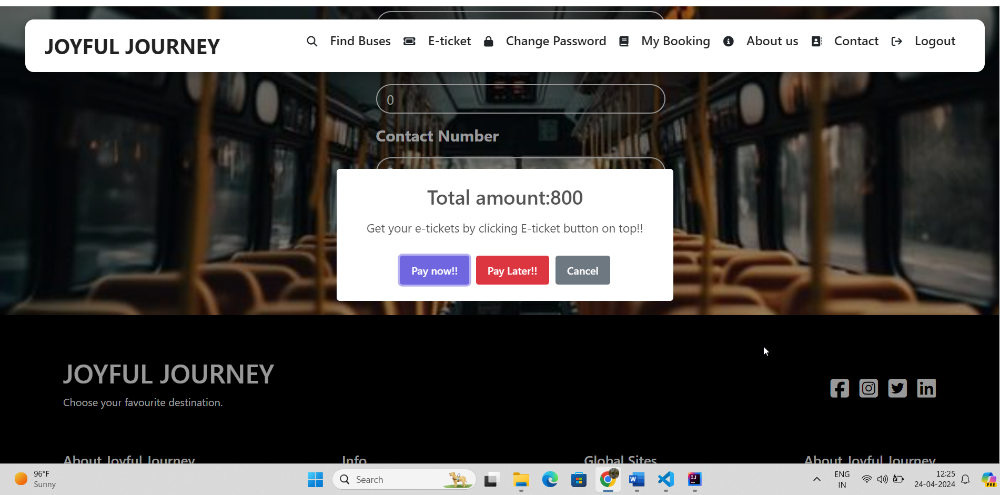 JOYFUL JOURNEY
Find Buses
E-ticket
Change Password
My Booking
About us
Contact
Logout
0
Contact Number
Total amount:800
Get your e-tickets by clicking E-ticket button on top!!
Pay now!!
Pay Later!!
Cancel
JOYFUL JOURNEY
Choose your favourite destination.
About Joyful Journey
Info
Global Sites
About Joyful Journey
96°F
Sunny
Search
W
IJ
ENG
IN
12:25
24-04-2024
PRE